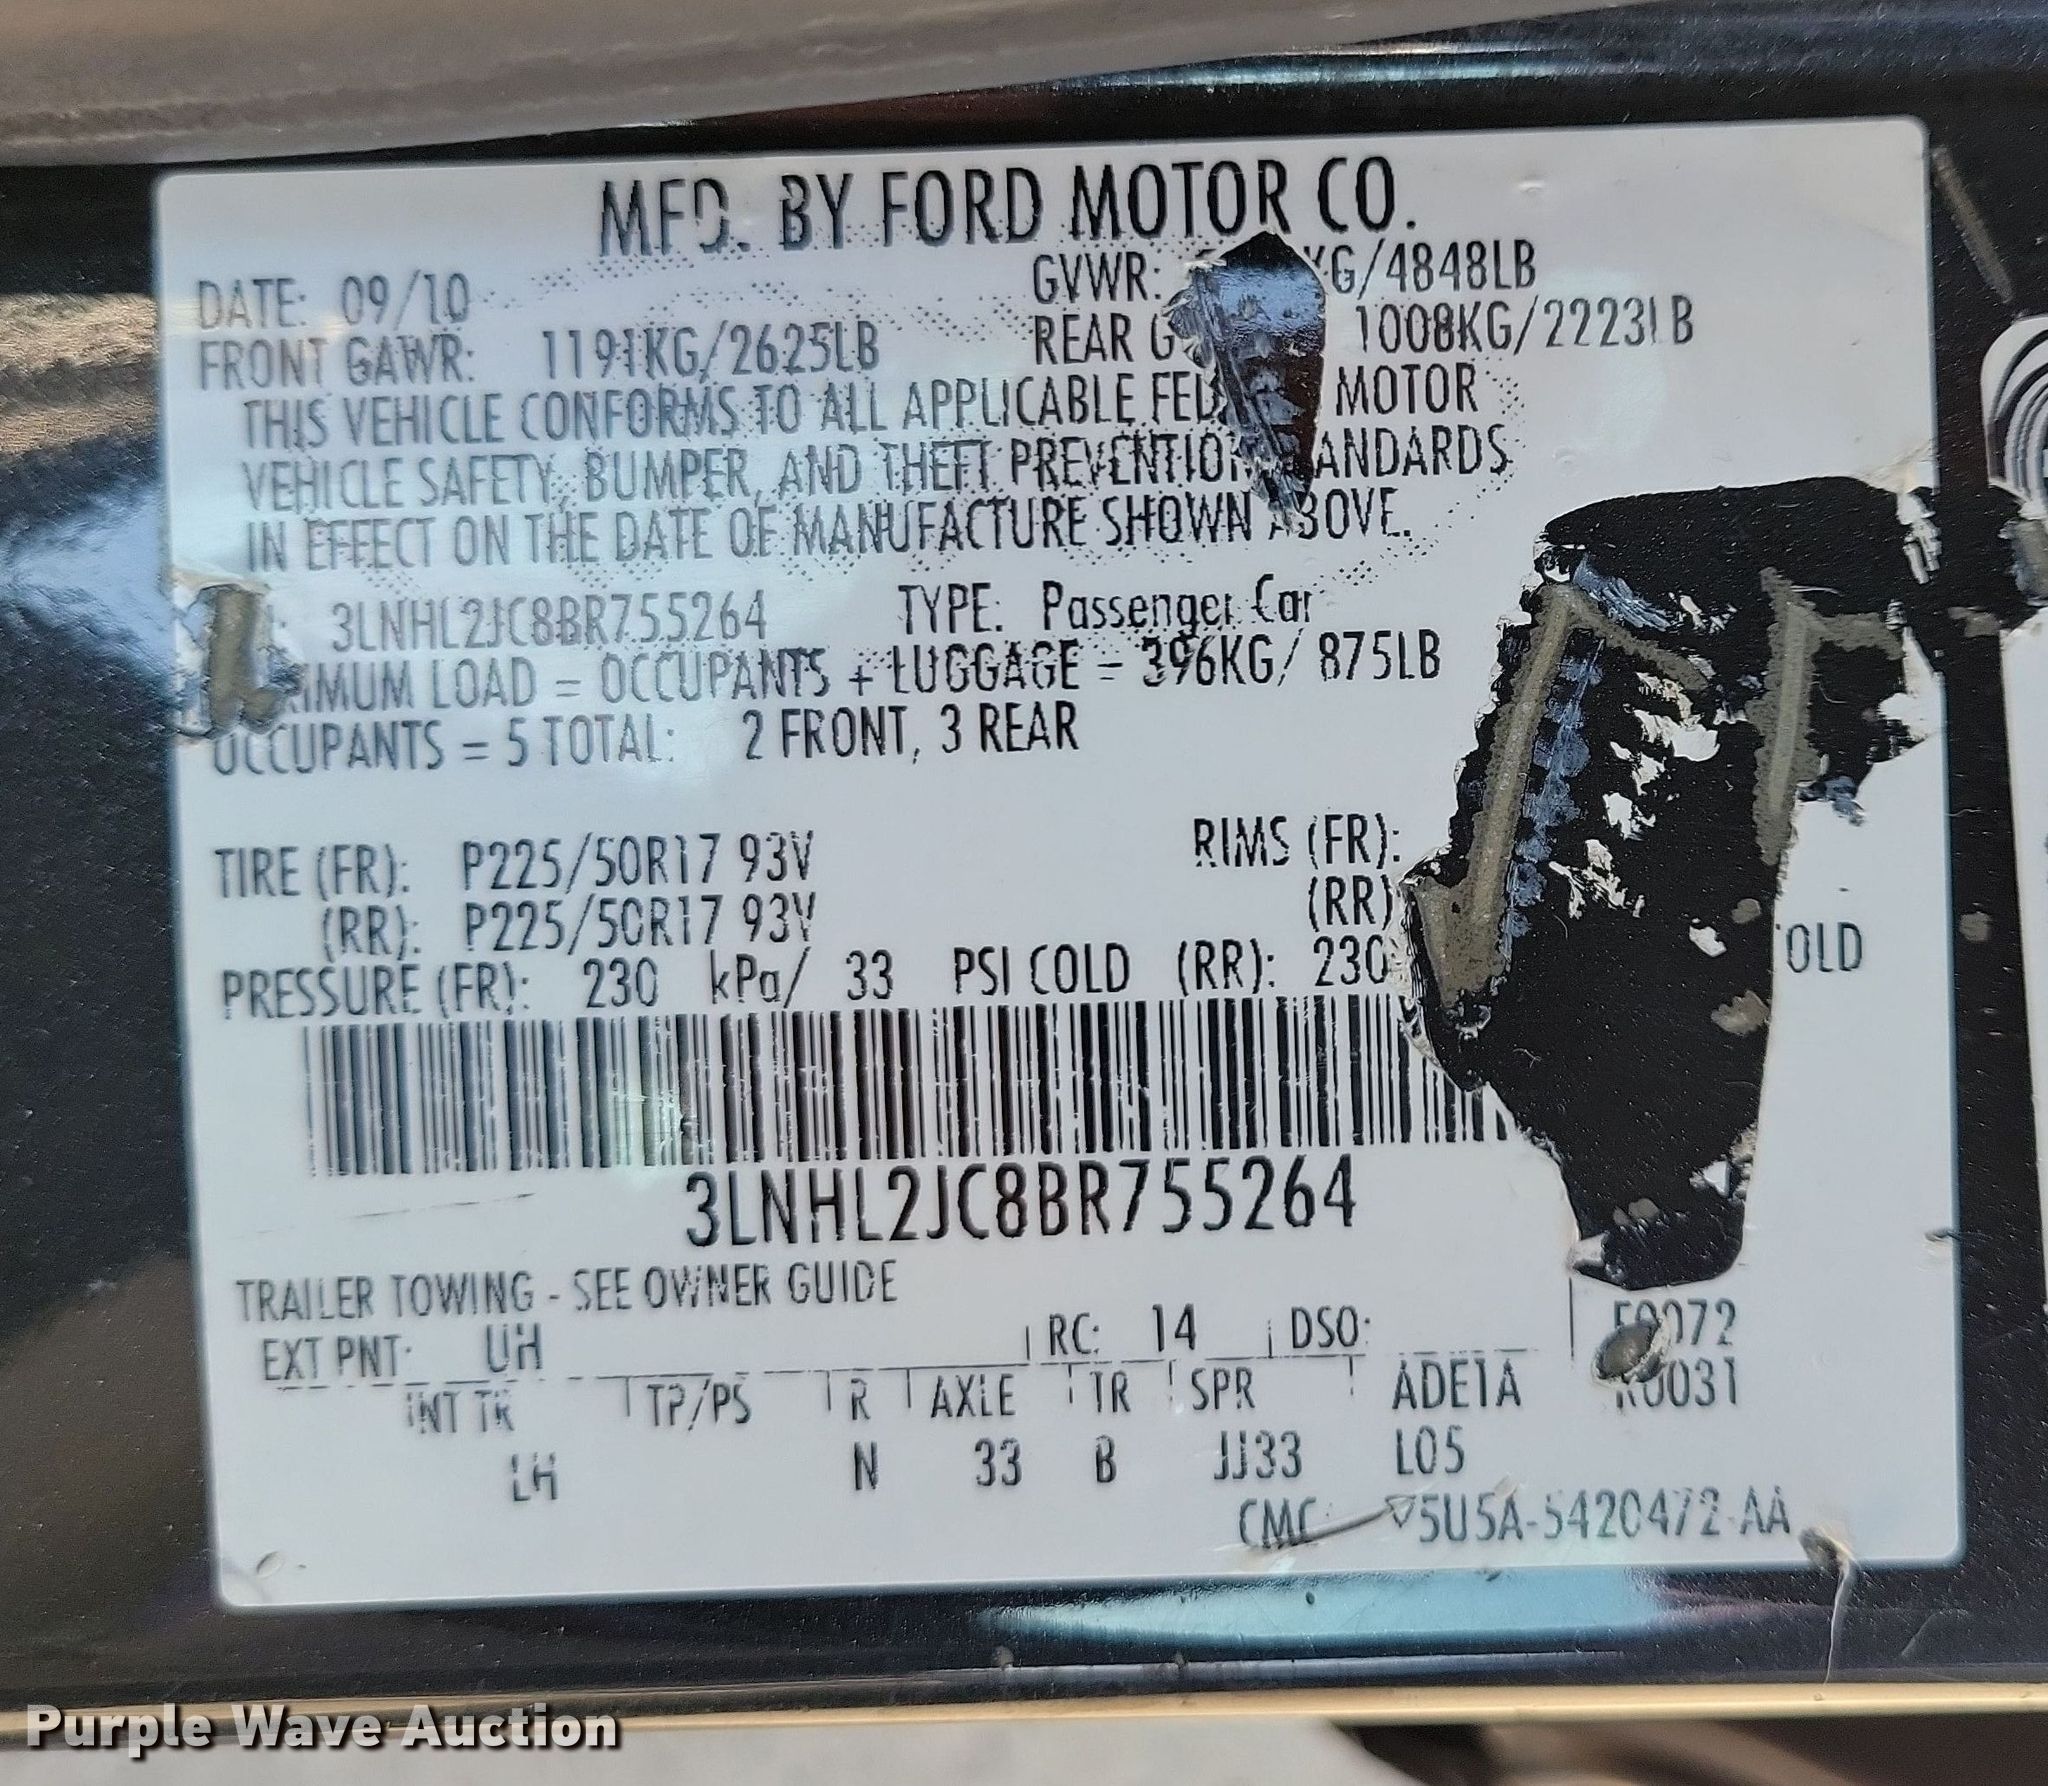 MFD. BY FORD MOTOR CO.
DATE: 09/10 GVWR: KG/4848LB
FRONT GAWR: 1191KG/2625LB REAR 1008KG/2223LB
THIS VEHICLE CONFORMS TO ALL APPLICABLE MOTOR
VEHICLE SAFETY, BUMPER, AND THEFT PREVENTION
IN EFFECT ON THE DATE OF MANUFACTURE SHOWN ABOVE.
3LNHL2JC8BR755264 TYPE: Passenger Car
LOAD = OCCUPANTS + LUGGAGE = 396KG/ 875LB
OCCUPANTS = 5 TOTAL: 2 FRONT, 3 REAR
TIRE (FR): P225/50R17 93V RIMS (FR):
(RR): P225/50R17 93V (RR)
PRESSURE (FR): 230 kPa/ 33 PSI COLD (RR): 230 OLD
3LNHL2JC8BR755264
TRAILER TOWING - SEE OWNER GUIDE
EXT PNT: UH RC: 14 DSO:
INT TR TP/PS R AXLE TR SPR ADE1A
LH N 33 B JJ33 L05
CMC ▽5U5A-5420472-AA
Purple Wave Auction